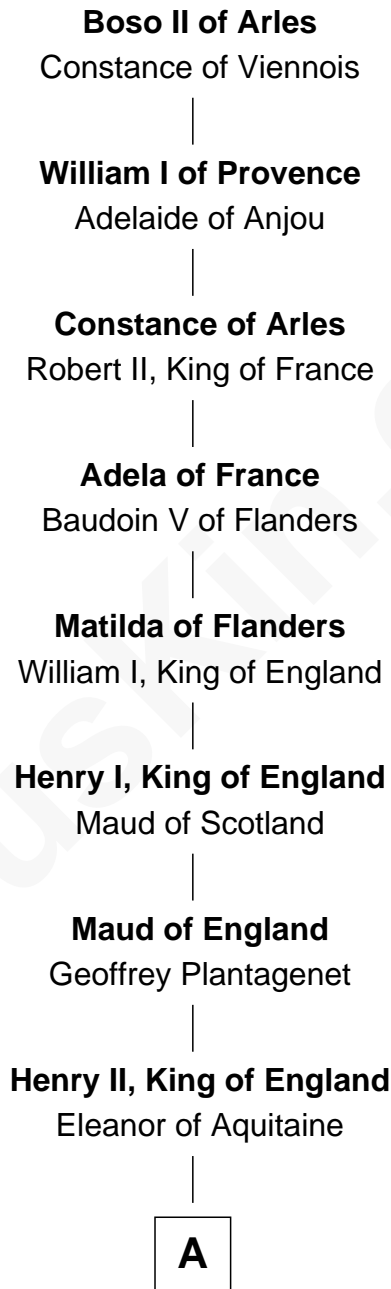 Boso II of Arles
Constance of Viennois
William I of Provence
Adelaide of Anjou
Constance of Arles
Robert II, King of France
Adela of France
Baudoin V of Flanders
Matilda of Flanders
William I, King of England
Henry I, King of England
Maud of Scotland
Maud of England
Geoffrey Plantagenet
Henry II, King of England
Eleanor of Aquitaine
A